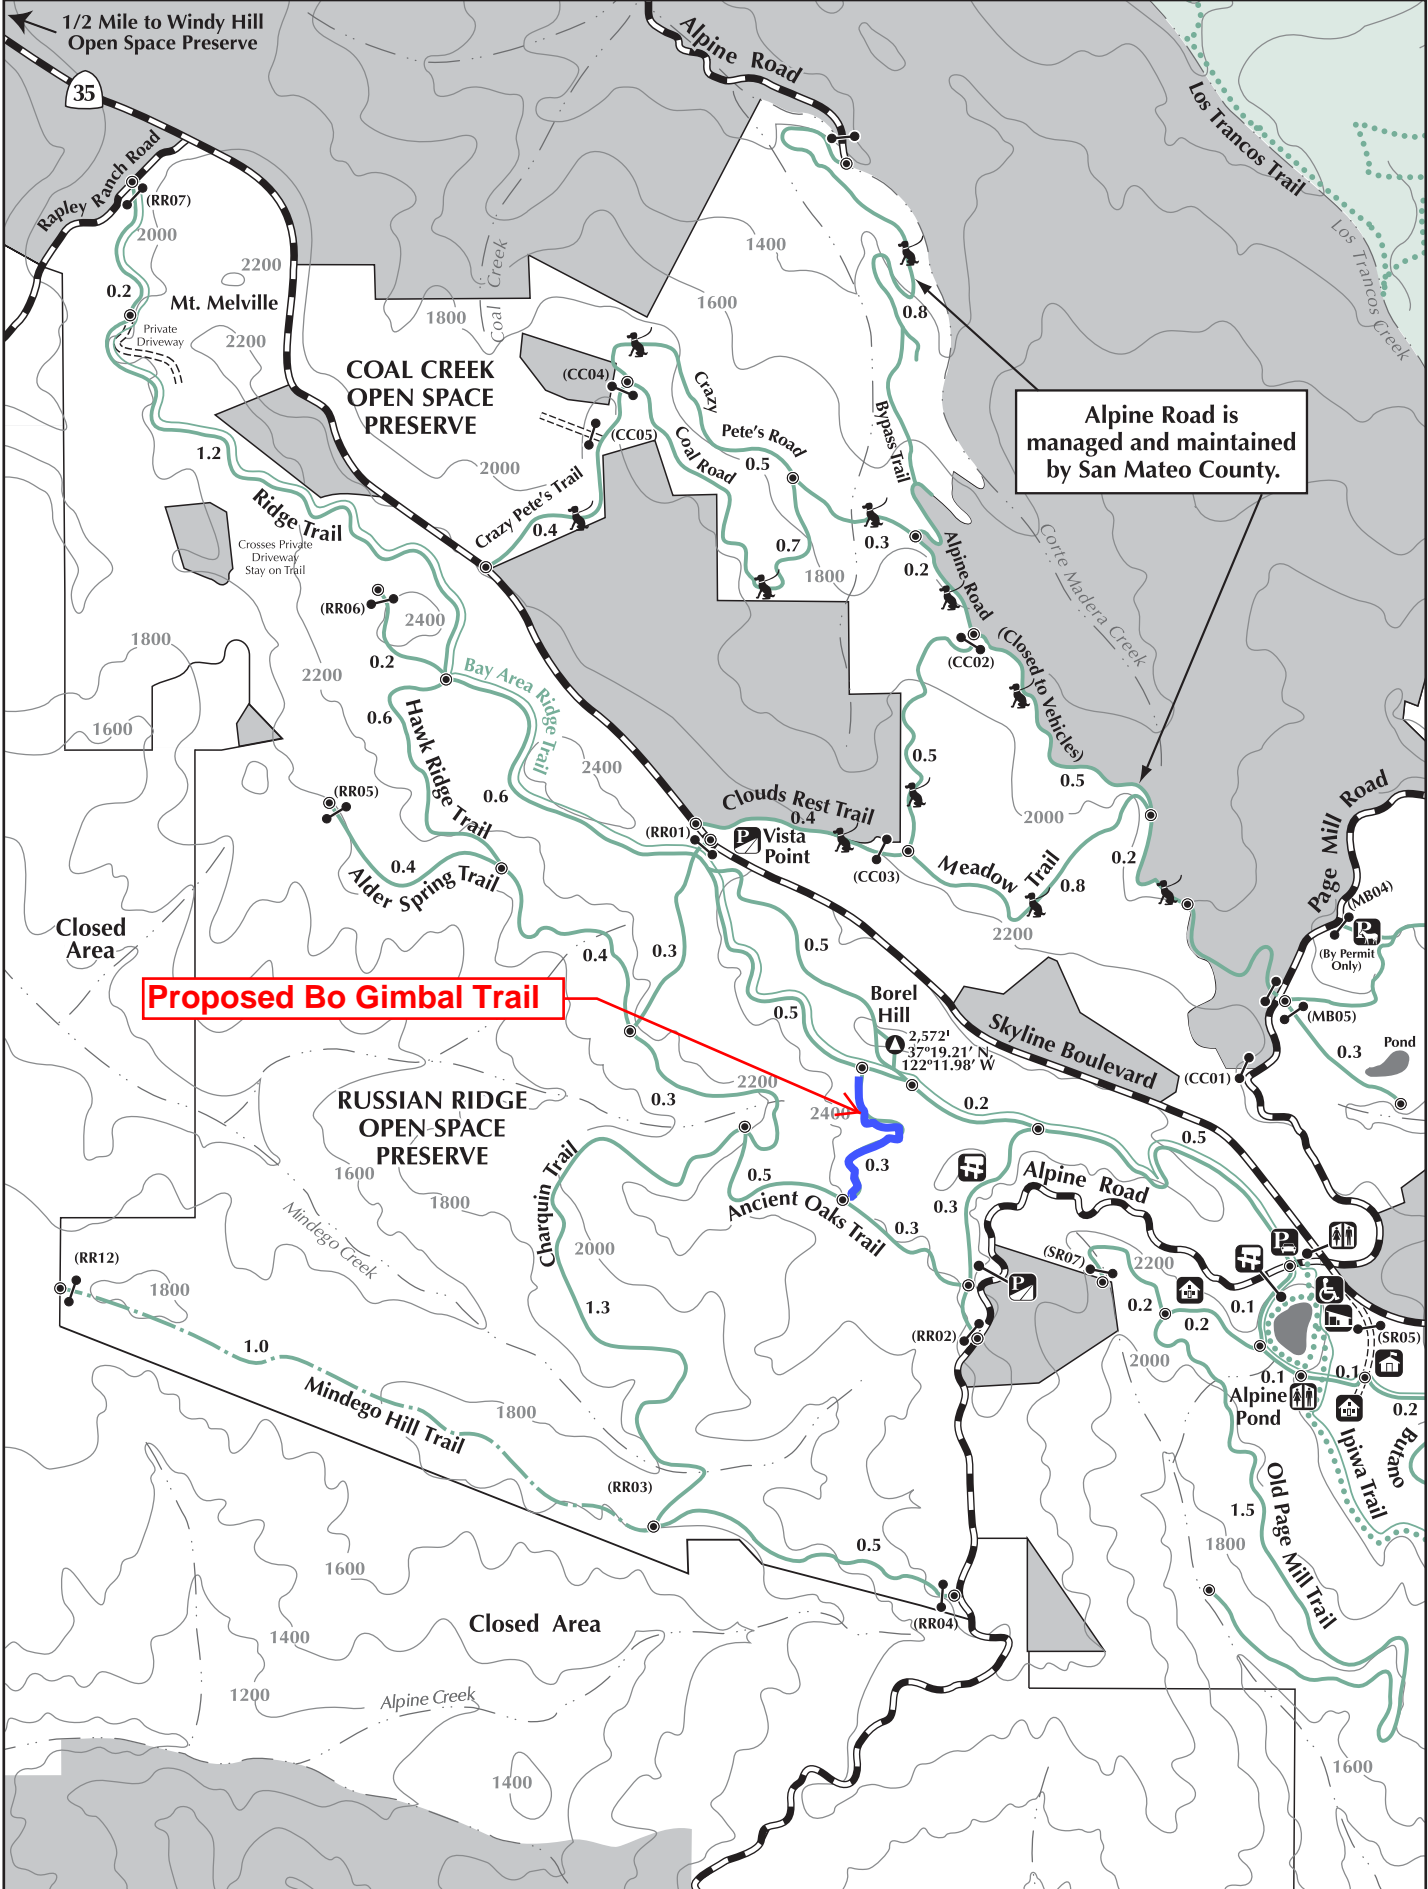 1/2 Mile to Windy Hill
Open Space Preserve
35
Alpine Road
Los Trancos Trail
Los Trancos Creek
Rapley Ranch Road
(RR07)
2000
2200
0.2
Mt. Melville
Private
Driveway
2200
1800
Coal Creek
1400
1600
0.8
COAL CREEK
OPEN SPACE
PRESERVE
(CC04)
(CC05)
Crazy
Pete's Road
0.5
Coal Road
Bypass Trail
Alpine Road is
managed and maintained
by San Mateo County.
1.2
2000
Crazy Pete's Trail
0.4
Ridge Trail
Crosses Private
Driveway
Stay on Trail
0.7
1800
0.3
0.2
Alpine Road
(Closed to Vehicles)
Corte Madera Creek
(RR06)
2400
0.2
1800
2200
1600
(CC02)
Bay Area Ridge Trail
0.6
Hawk Ridge Trail
2400
0.6
0.5
0.5
2000
(RR05)
0.4
Alder Spring Trail
Clouds Rest Trail
0.4
(RR01)
P
Vista
Point
(CC03)
Meadow Trail
0.8
0.2
2200
Page Mill Road
(MB04)
P
(By Permit
Only)
(MB05)
Closed
Area
0.4
0.3
0.5
Proposed Bo Gimbal Trail
0.5
Borel
Hill
2,572'
37º19.21' N,
122º11.98' W
Skyline Boulevard
(CC01)
Pond
0.3
RUSSIAN RIDGE
OPEN SPACE
PRESERVE
0.3
2200
2400
0.2
0.5
1600
1800
Charquin Trail
0.5
0.3
Ancient Oaks Trail
0.3
0.3
Alpine Road
Mindego Creek
2000
(RR12)
1800
1.0
Mindego Hill Trail
1.3
1800
(RR02)
P
(SR07)
2200
0.2
0.2
0.1
P
(SR05)
2000
0.1
0.1
Alpine
Pond
0.2
Butano
Ipiwa Trail
Old Page Mill Trail
1.5
1800
(RR03)
0.5
(RR04)
1600
Closed Area
1400
1200
Alpine Creek
1400
1600